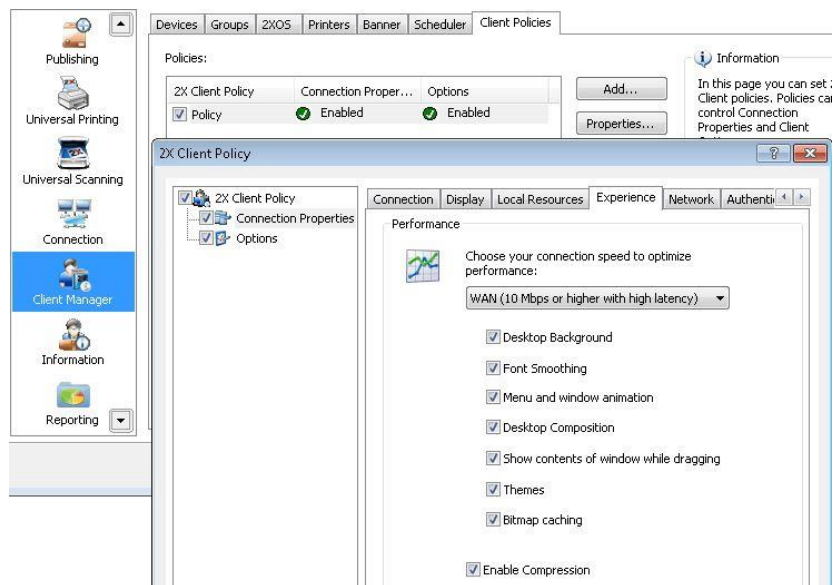 Publishing
Universal Printing
Universal Scanning
Connection
Client Manager
Information
Reporting
Devices Groups 2XOS Printers Banner Scheduler Client Policies
Policies:
2X Client Policy Connection Proper... Options
Policy Enabled Enabled
Add...
Properties...
Information
In this page you can set
Client policies. Policies ca
control Connection
Properties and Client
2X Client Policy
2X Client Policy
Connection Properties
Options
Connection Display Local Resources Experience Network Authenti
Performance
Choose your connection speed to optimize
performance:
WAN (10 Mbps or higher with high latency)
Desktop Background
Font Smoothing
Menu and window animation
Desktop Composition
Show contents of window while dragging
Themes
Bitmap caching
Enable Compression